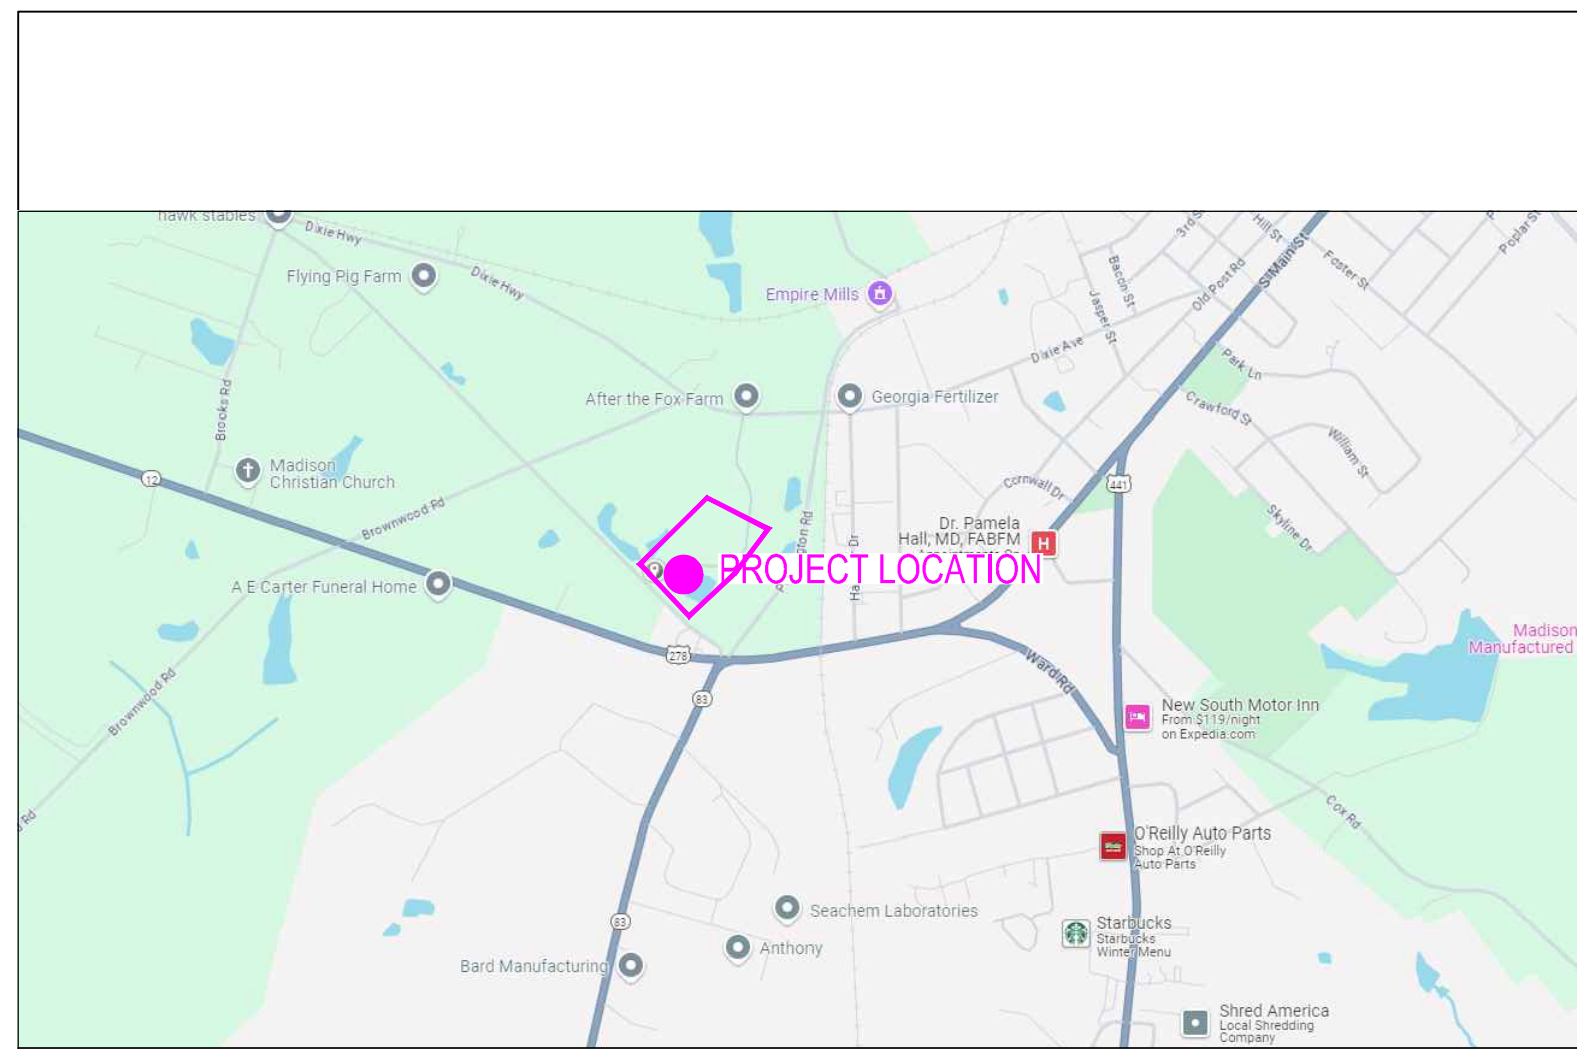 hawk stables
Dixie Hwy
Flying Pig Farm
Dixie Hwy
Empire Mills
3rd St
Hill St
S Main St
Old Post Rd
Bacon St
Jasper St
Foster St
Poplar St
Dixie Ave
Park Ln
Crawford St
William St
After the Fox Farm
Georgia Fertilizer
Brooks Rd
12
Madison
Christian Church
Brownwood Rd
Cornwall Dr
441
Skyline Dr
Dr. Pamela
Hall, MD, FABFM
H
PROJECT LOCATION
A E Carter Funeral Home
278
83
Ward Rd
Madison
Manufactured
Brownwood Rd
New South Motor Inn
From $119/night
on Expedia.com
Rd
Cox Rd
O'Reilly Auto Parts
Shop At O'Reilly
Auto Parts
83
Seachem Laboratories
Anthony
Bard Manufacturing
Starbucks
Starbucks
Winter Menu
Shred America
Local Shredding
Company